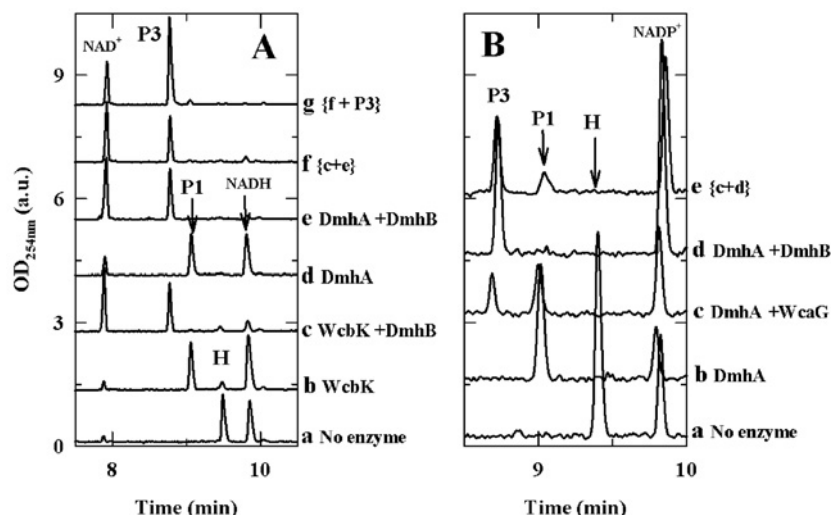 A
NAD+
P3
9
g {f + P3}
f {c+e}
P1
NADH
6
e DmhA +DmhB
d DmhA
3
c WcbK +DmhB
H
b WcbK
0
a No enzyme
8
10
Time (min)
OD254nm (a.u.)
B
NADP+
P3
P1
H
e {c+d}
d DmhA +DmhB
c DmhA +WcaG
b DmhA
a No enzyme
9
10
Time (min)